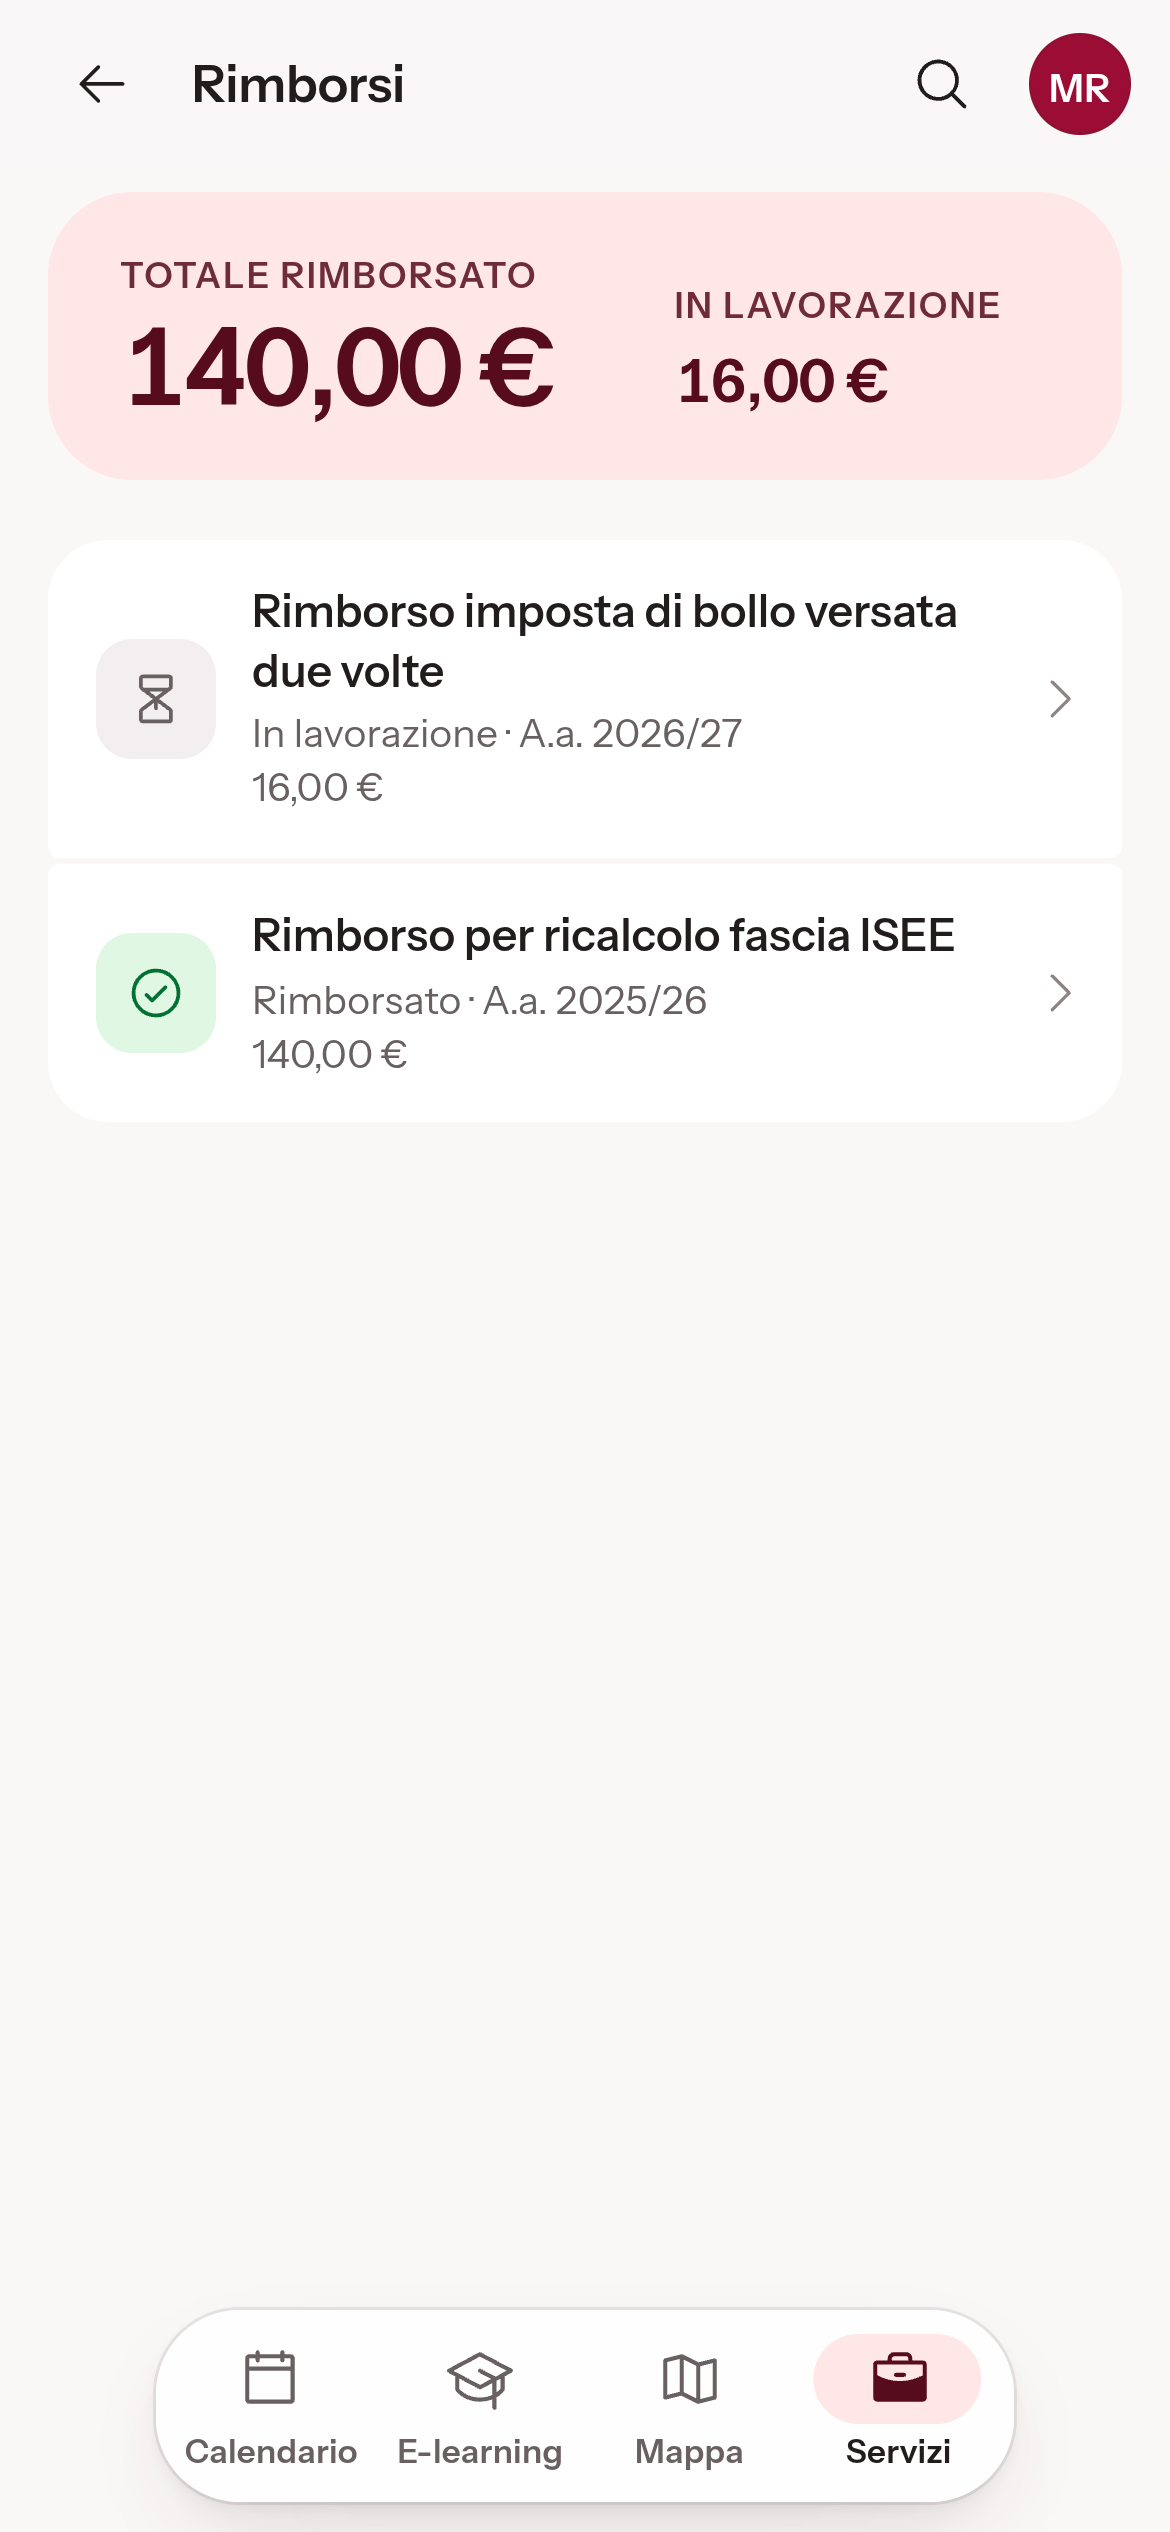 Rimborsi
MR
TOTALE RIMBORSATO
140,00 €
IN LAVORAZIONE
16,00 €
Rimborso imposta di bollo versata
due volte
In lavorazione · A.a. 2026/27
16,00 €
Rimborso per ricalcolo fascia ISEE
Rimborsato · A.a. 2025/26
140,00 €
Calendario
E-learning
Mappa
Servizi